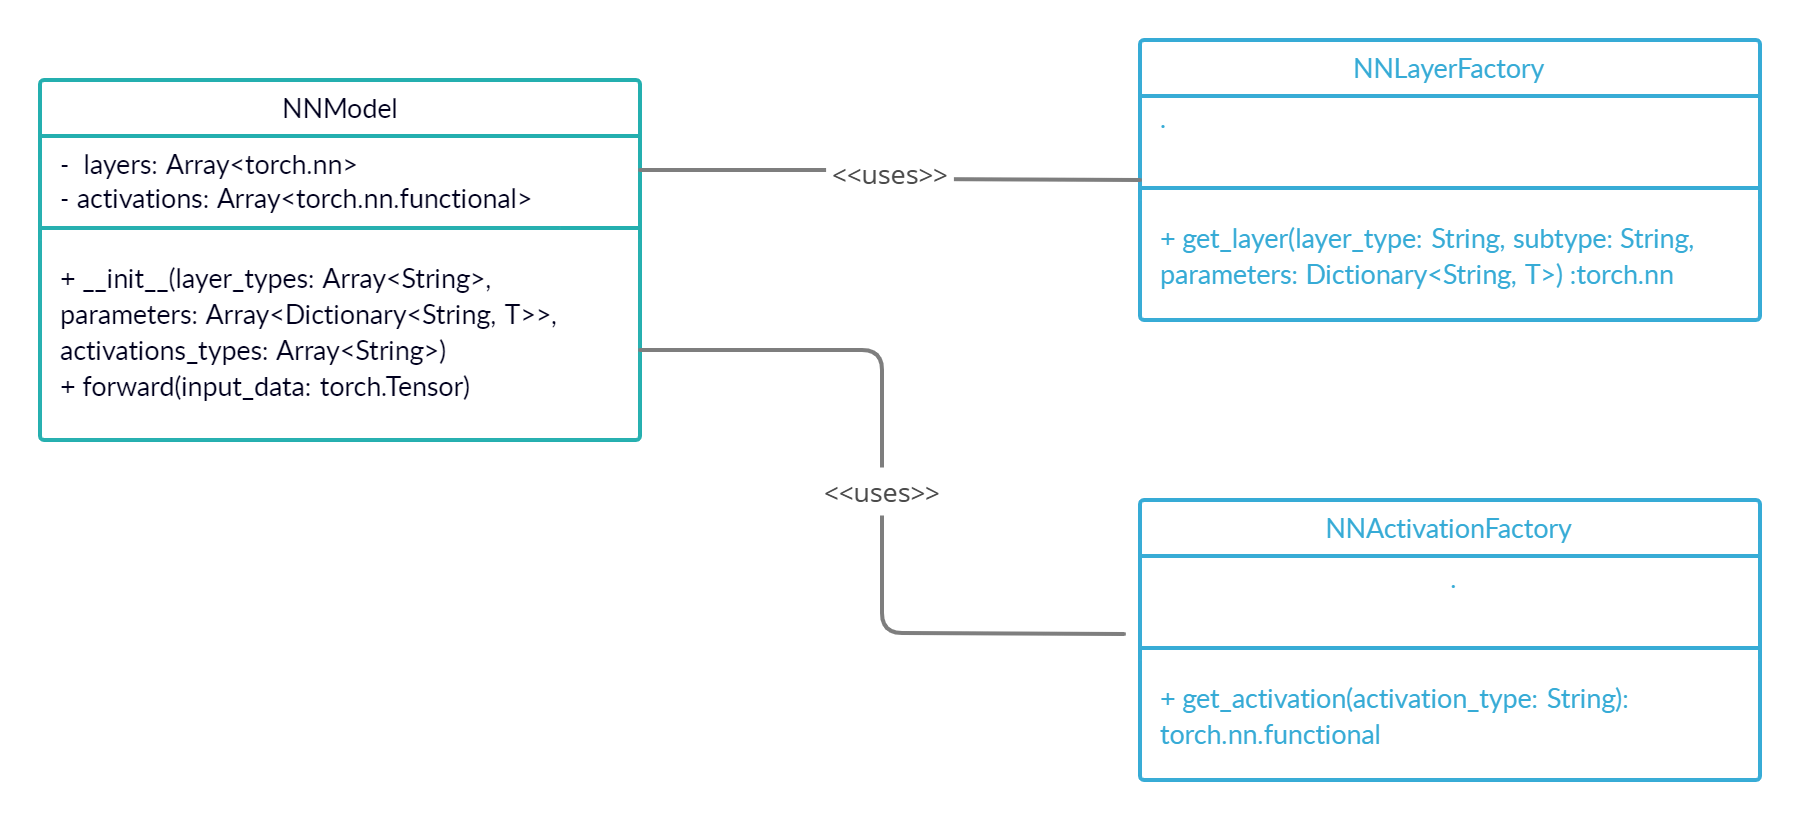 NNModel
- layers: Array<torch.nn>
- activations: Array<torch.nn.functional>
+ __init__(layer_types: Array<String>,
parameters: Array<Dictionary<String, T>>,
activations_types: Array<String>)
+ forward(input_data: torch.Tensor)
<<uses>>
NNLayerFactory
.
+ get_layer(layer_type: String, subtype: String,
parameters: Dictionary<String, T>) :torch.nn
<<uses>>
NNActivationFactory
.
+ get_activation(activation_type: String):
torch.nn.functional